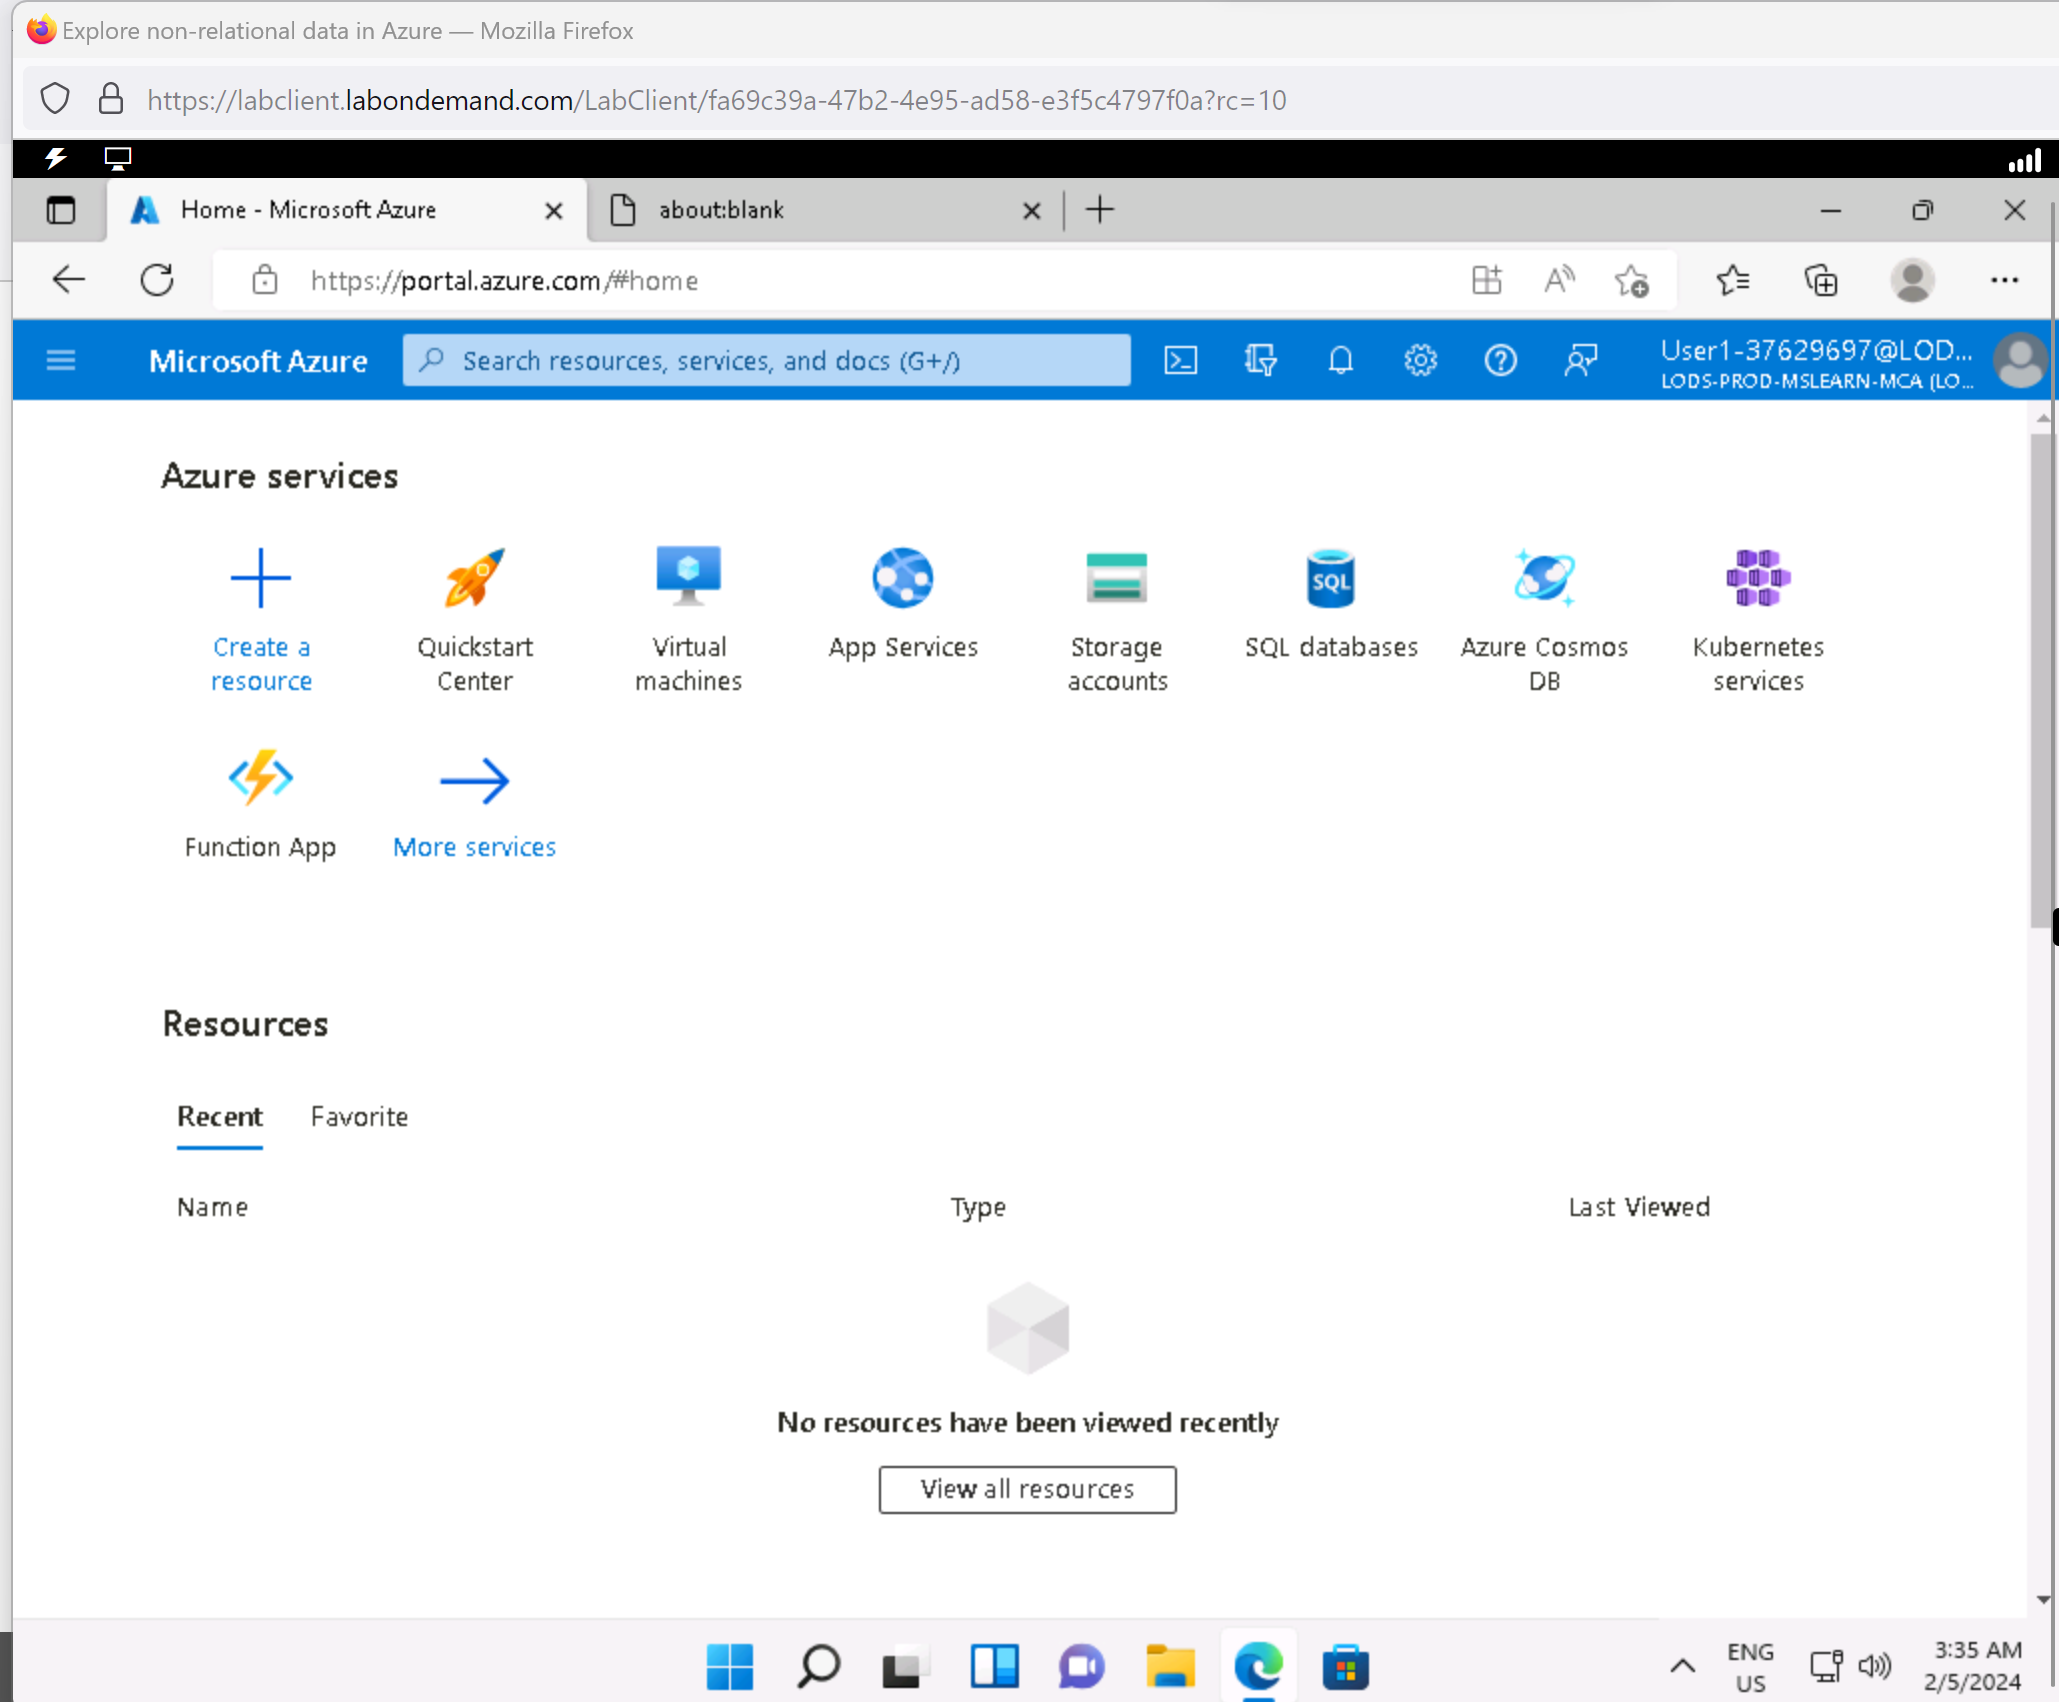 Explore non-relational data in Azure — Mozilla Firefox
https://labclient.labondemand.com/LabClient/fa69c39a-47b2-4e95-ad58-e3f5c4797f0a?rc=10
Home - Microsoft Azure
about:blank
https://portal.azure.com/#home
Microsoft Azure
Search resources, services, and docs (G+/)
User1-37629697@LOD...
LODS-PROD-MSLEARN-MCA (LO...
Azure services
Create a resource
Quickstart Center
Virtual machines
App Services
Storage accounts
SQL
SQL databases
Azure Cosmos DB
Kubernetes services
Function App
More services
Resources
Recent
Favorite
Name
Type
Last Viewed
No resources have been viewed recently
View all resources
ENG
US
3:35 AM
2/5/2024